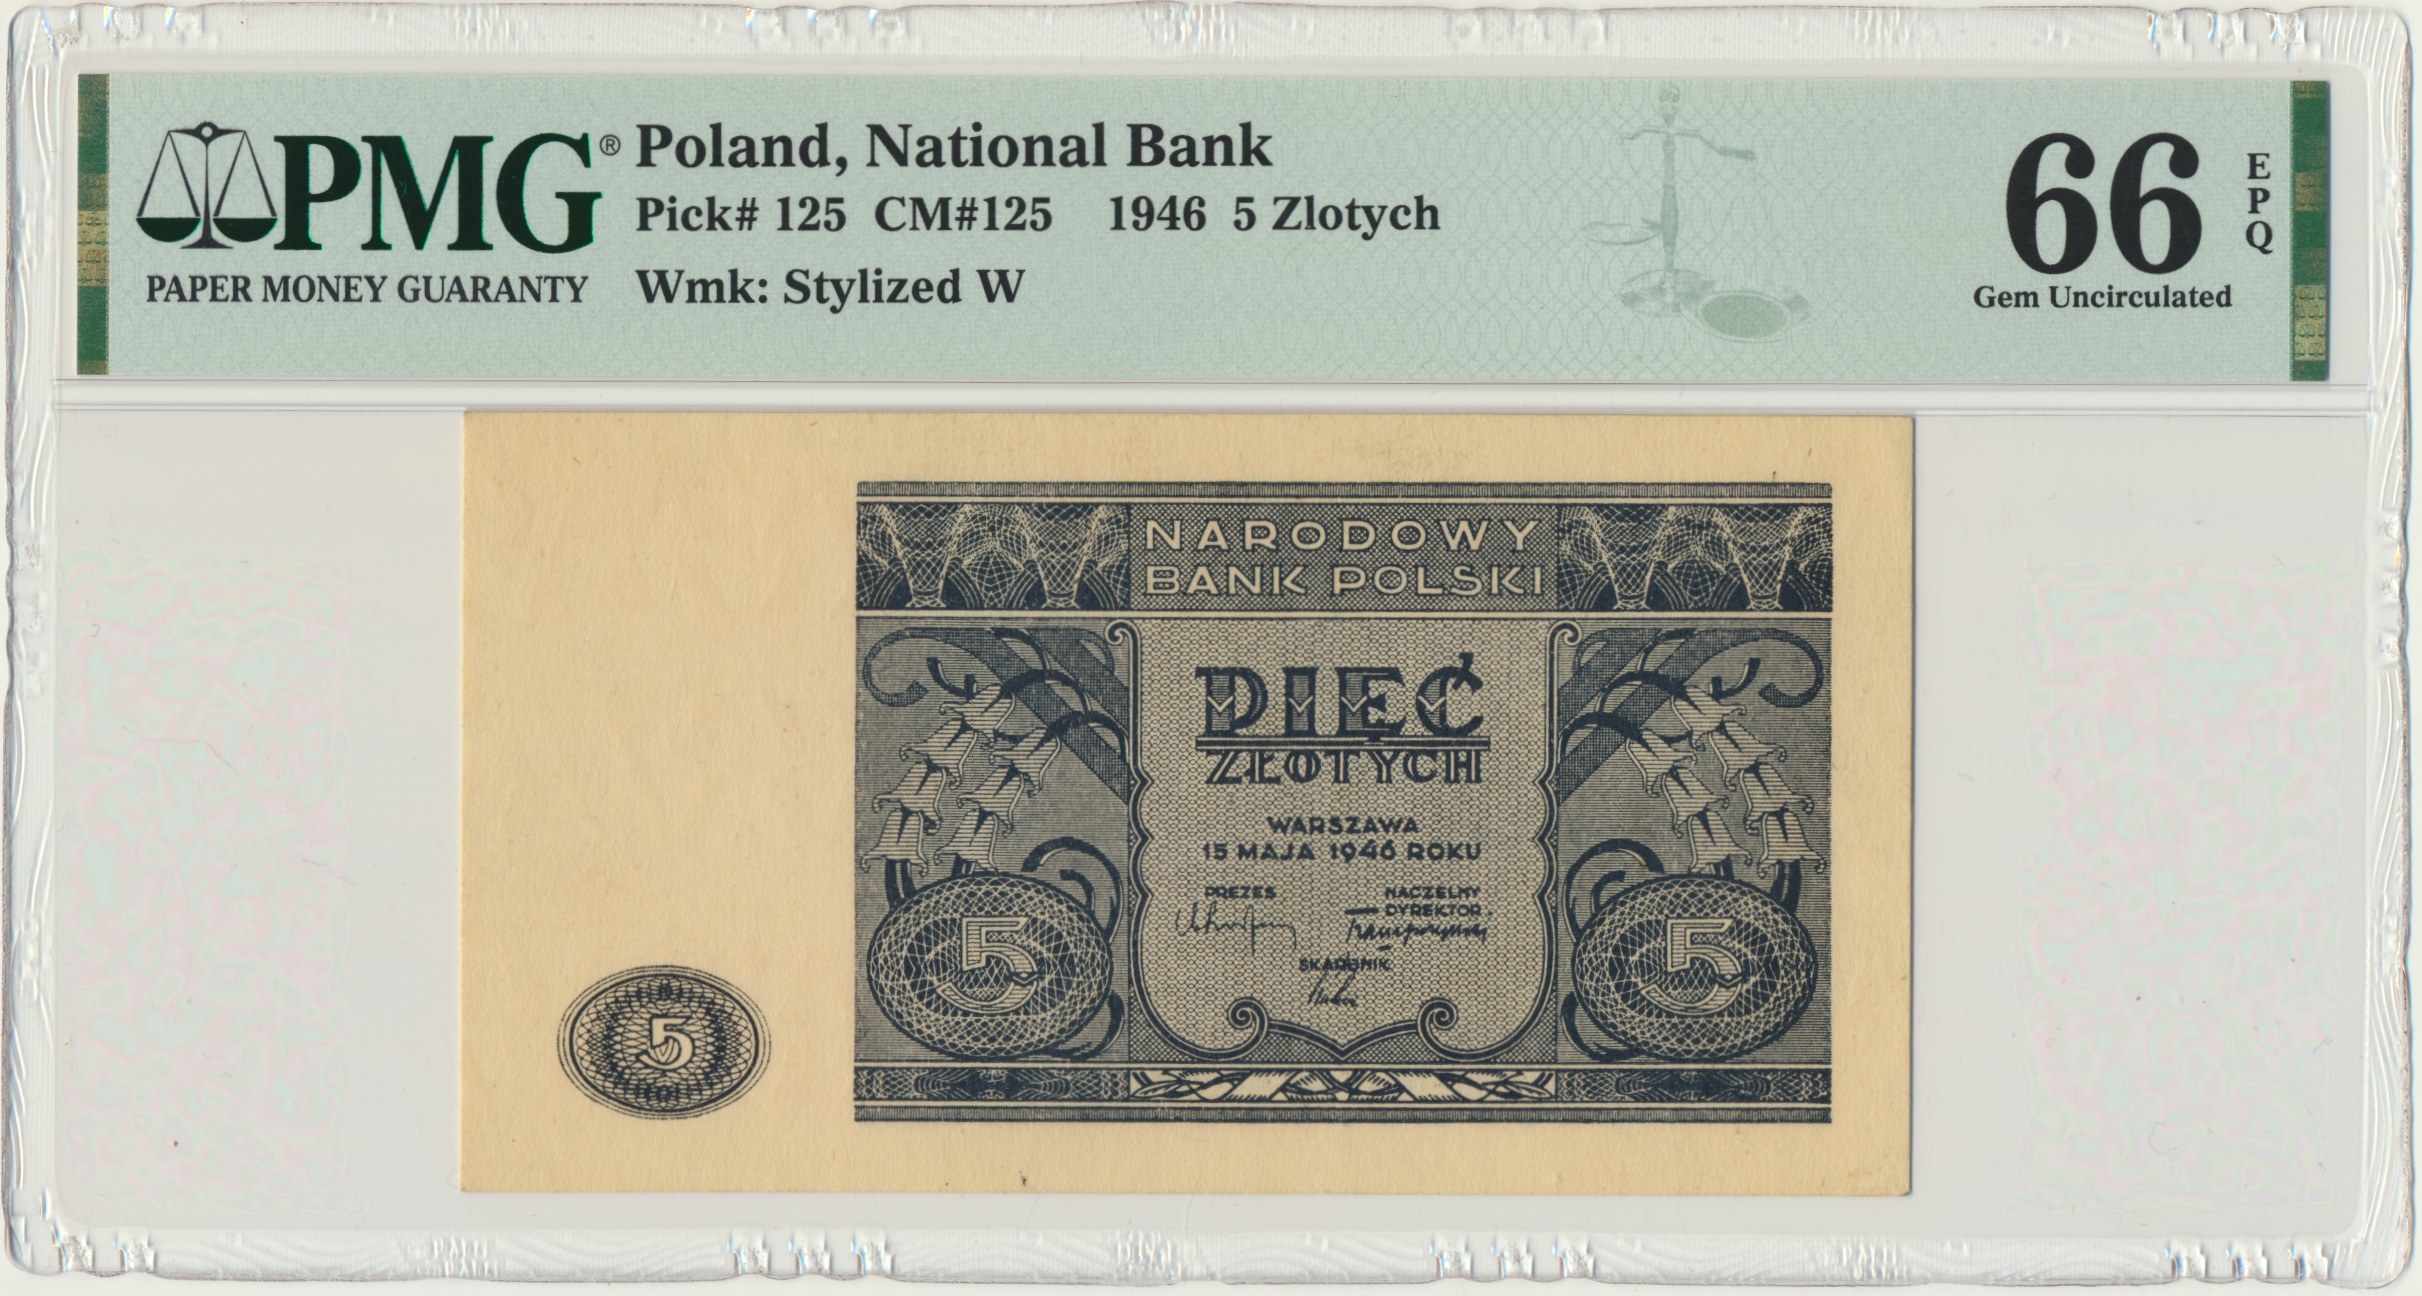 PMG®
PAPER MONEY GUARANTY
Poland, National Bank
Pick# 125 CM#125 1946 5 Zlotych
Wmk: Stylized W
66
EPQ
Gem Uncirculated
NARODOWY
BANK POLSKI
PIĘĆ
ZŁOTYCH
WARSZAWA
15 MAJA 1946 ROKU
PREZES
NACZELNY
DYREKTOR
SKARBNIK
5
5
5